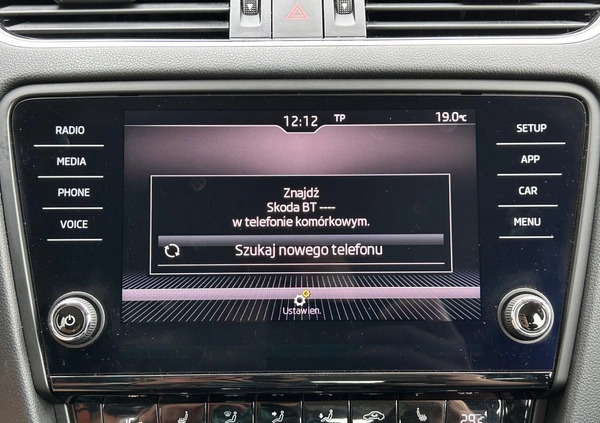 12:12 TP 19.0°C
RADIO
MEDIA
PHONE
VOICE
Znajdź
Skoda BT ----
w telefonie komórkowym.
Szukaj nowego telefonu
Ustawien.
SETUP
APP
CAR
MENU